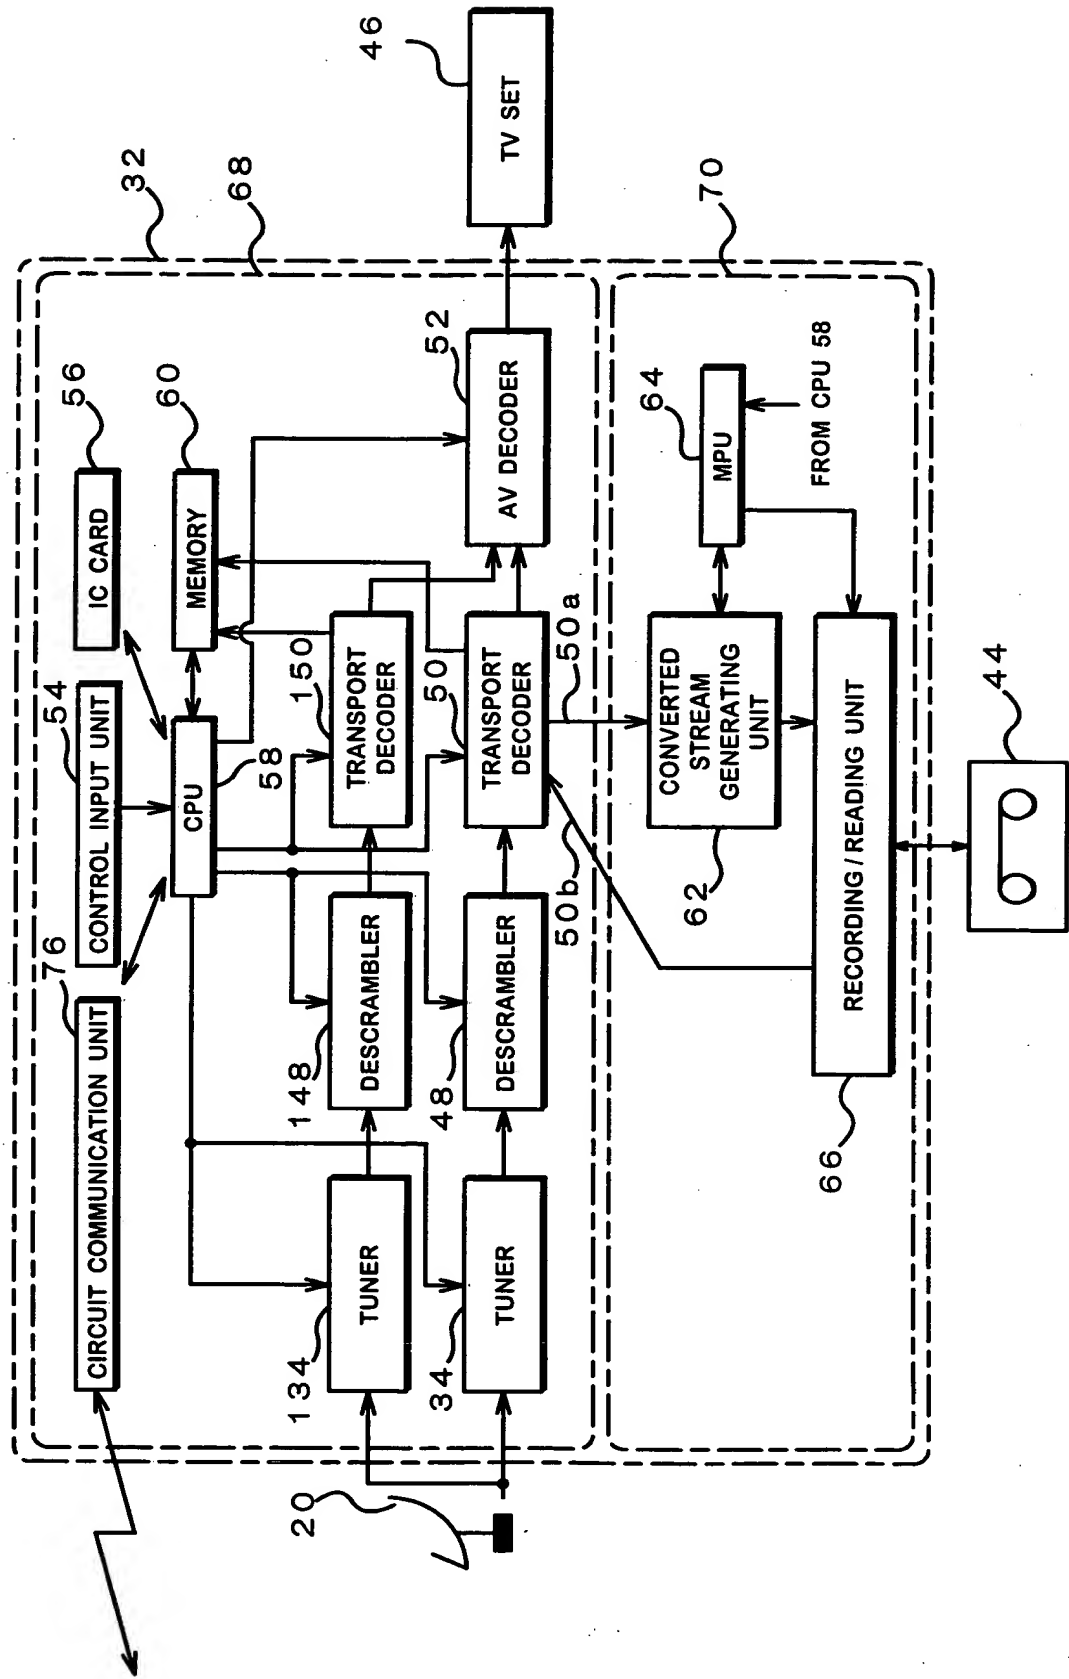 32
68
46
TV SET
76
CIRCUIT COMMUNICATION UNIT
54
CONTROL INPUT UNIT
56
IC CARD
CPU
58
60
MEMORY
134
TUNER
148
DESCRAMBLER
150
TRANSPORT
DECODER
52
AV DECODER
20
34
TUNER
48
DESCRAMBLER
50
TRANSPORT
DECODER
50b
50a
70
62
CONVERTED
STREAM
GENERATING
UNIT
64
MPU
FROM CPU 58
66
RECORDING/READING UNIT
44